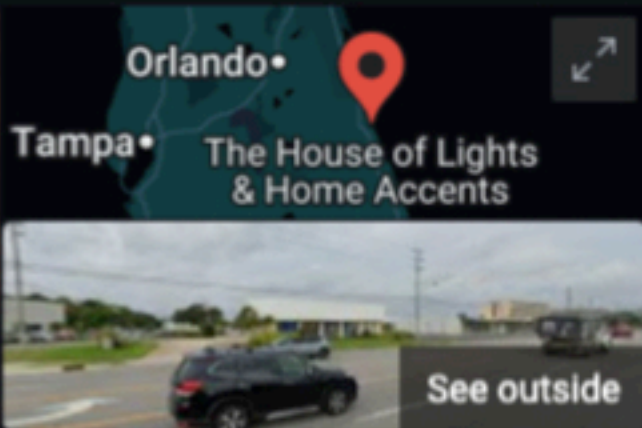 Orlando
Tampa
The House of Lights
& Home Accents
See outside